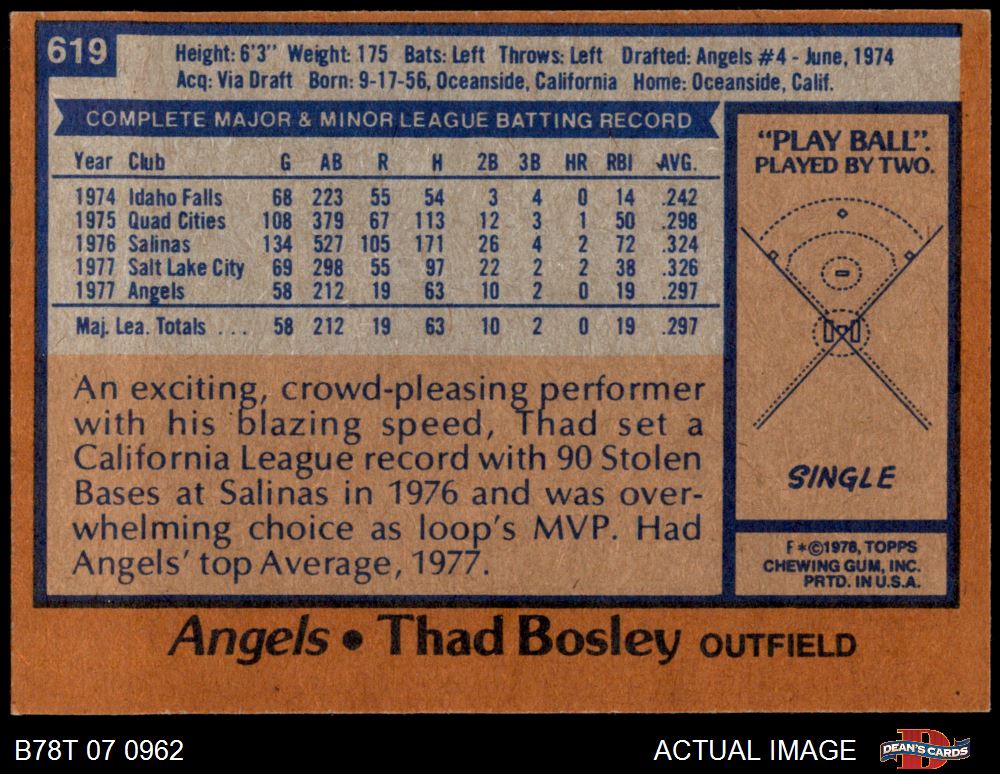 619
Height: 6'3" Weight: 175 Bats: Left Throws: Left Drafted: Angels #4 - June, 1974
Acq: Via Draft Born: 9-17-56, Oceanside, California Home: Oceanside, Calif.
COMPLETE MAJOR & MINOR LEAGUE BATTING RECORD
Year Club G AB R H 2B 3B HR RBI AVG.
1974 Idaho Falls 68 223 55 54 3 4 0 14 .242
1975 Quad Cities 108 379 67 113 12 3 1 50 .298
1976 Salinas 134 527 105 171 26 4 2 72 .324
1977 Salt Lake City 69 298 55 97 22 2 2 38 .326
1977 Angels 58 212 19 63 10 2 0 19 .297
Maj. Lea. Totals . . . 58 212 19 63 10 2 0 19 .297
An exciting, crowd-pleasing performer
with his blazing speed, Thad set a
California League record with 90 Stolen
Bases at Salinas in 1976 and was over-
whelming choice as loop's MVP. Had
Angels' top Average, 1977.
"PLAY BALL".
PLAYED BY TWO.
SINGLE
F*©1978, TOPPS
CHEWING GUM, INC.
PRTD. IN U.S.A.
Angels • Thad Bosley OUTFIELD
B78T 07 0962 ACTUAL IMAGE
DEAN'S CARDS